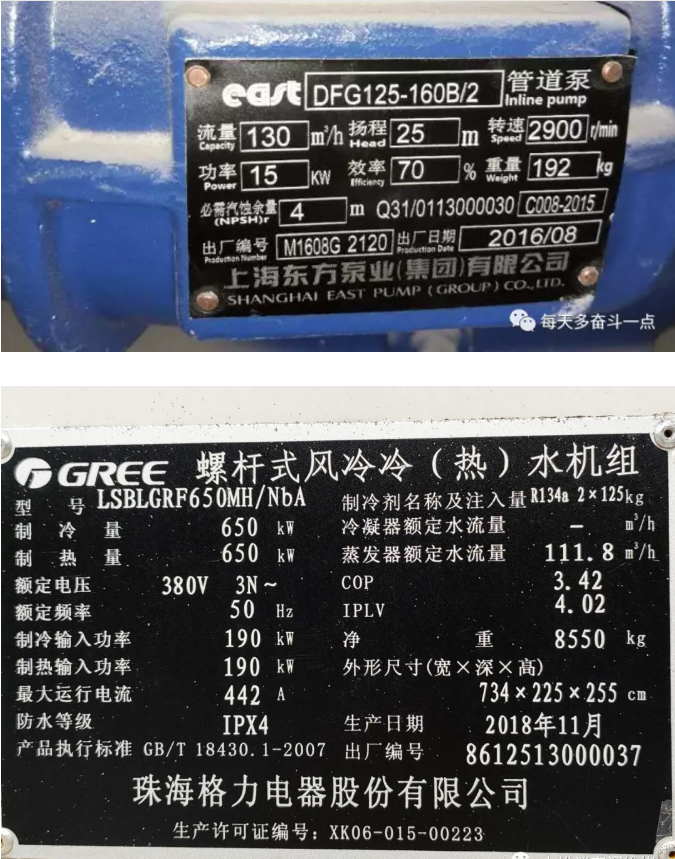 east DFG125-160B/2 管道泵 Inline pump
流量 Capacity 130 m³/h 扬程 Head 25 m 转速 Speed 2900 r/min
功率 Power 15 KW 效率 Efficiency 70 % 重量 Weight 192 kg
必需汽蚀余量 (NPSH)r 4 m Q31/0113000030 C008-2015
出厂编号 Production Number M1608G 2120 出厂日期 Production Date 2016/08
上海东方泵业(集团)有限公司
SHANGHAI EAST PUMP (GROUP) CO.,LTD.
每天多奋斗一点
GREE 螺杆式风冷冷(热)水机组
型号 LSBLGRF650MH/NbA 制冷剂名称及注入量 R134a 2×125kg
制冷量 650 kW 冷凝器额定水流量 — m³/h
制热量 650 kW 蒸发器额定水流量 111.8 m³/h
额定电压 380V 3N~ COP 3.42
额定频率 50 Hz IPLV 4.02
制冷输入功率 190 kW 净重 8550 kg
制热输入功率 190 kW 外形尺寸(宽×深×高)
最大运行电流 442 A 734×225×255 cm
防水等级 IPX4 生产日期 2018年11月
产品执行标准 GB/T 18430.1-2007 出厂编号 8612513000037
珠海格力电器股份有限公司
生产许可证编号: XK06-015-00223